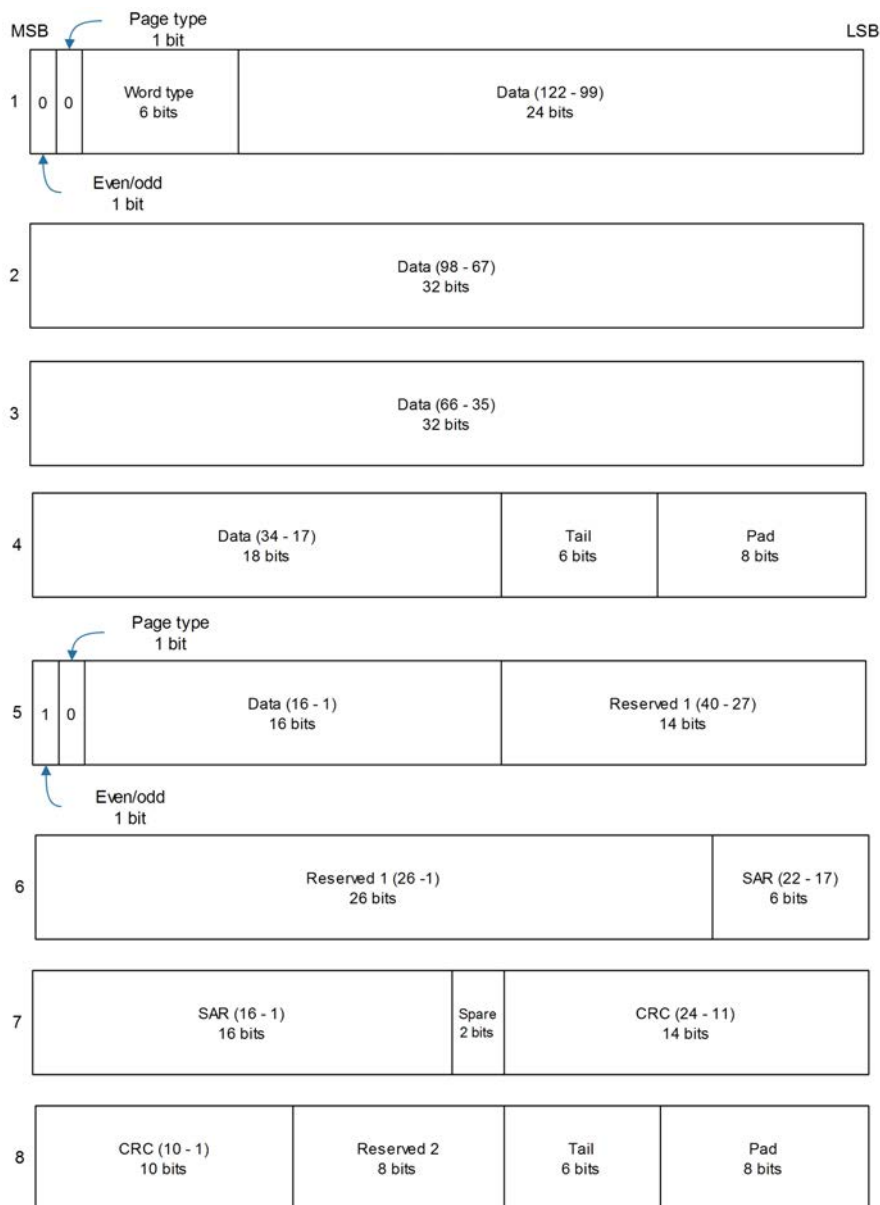 Page type
1 bit
MSB
LSB
1
0
0
Word type
6 bits
Data (122 - 99)
24 bits
Even/odd
1 bit
2
Data (98 - 67)
32 bits
3
Data (66 - 35)
32 bits
4
Data (34 - 17)
18 bits
Tail
6 bits
Pad
8 bits
Page type
1 bit
5
1
0
Data (16 - 1)
16 bits
Reserved 1 (40 - 27)
14 bits
Even/odd
1 bit
6
Reserved 1 (26 -1)
26 bits
SAR (22 - 17)
6 bits
7
SAR (16 - 1)
16 bits
Spare
2 bits
CRC (24 - 11)
14 bits
8
CRC (10 - 1)
10 bits
Reserved 2
8 bits
Tail
6 bits
Pad
8 bits